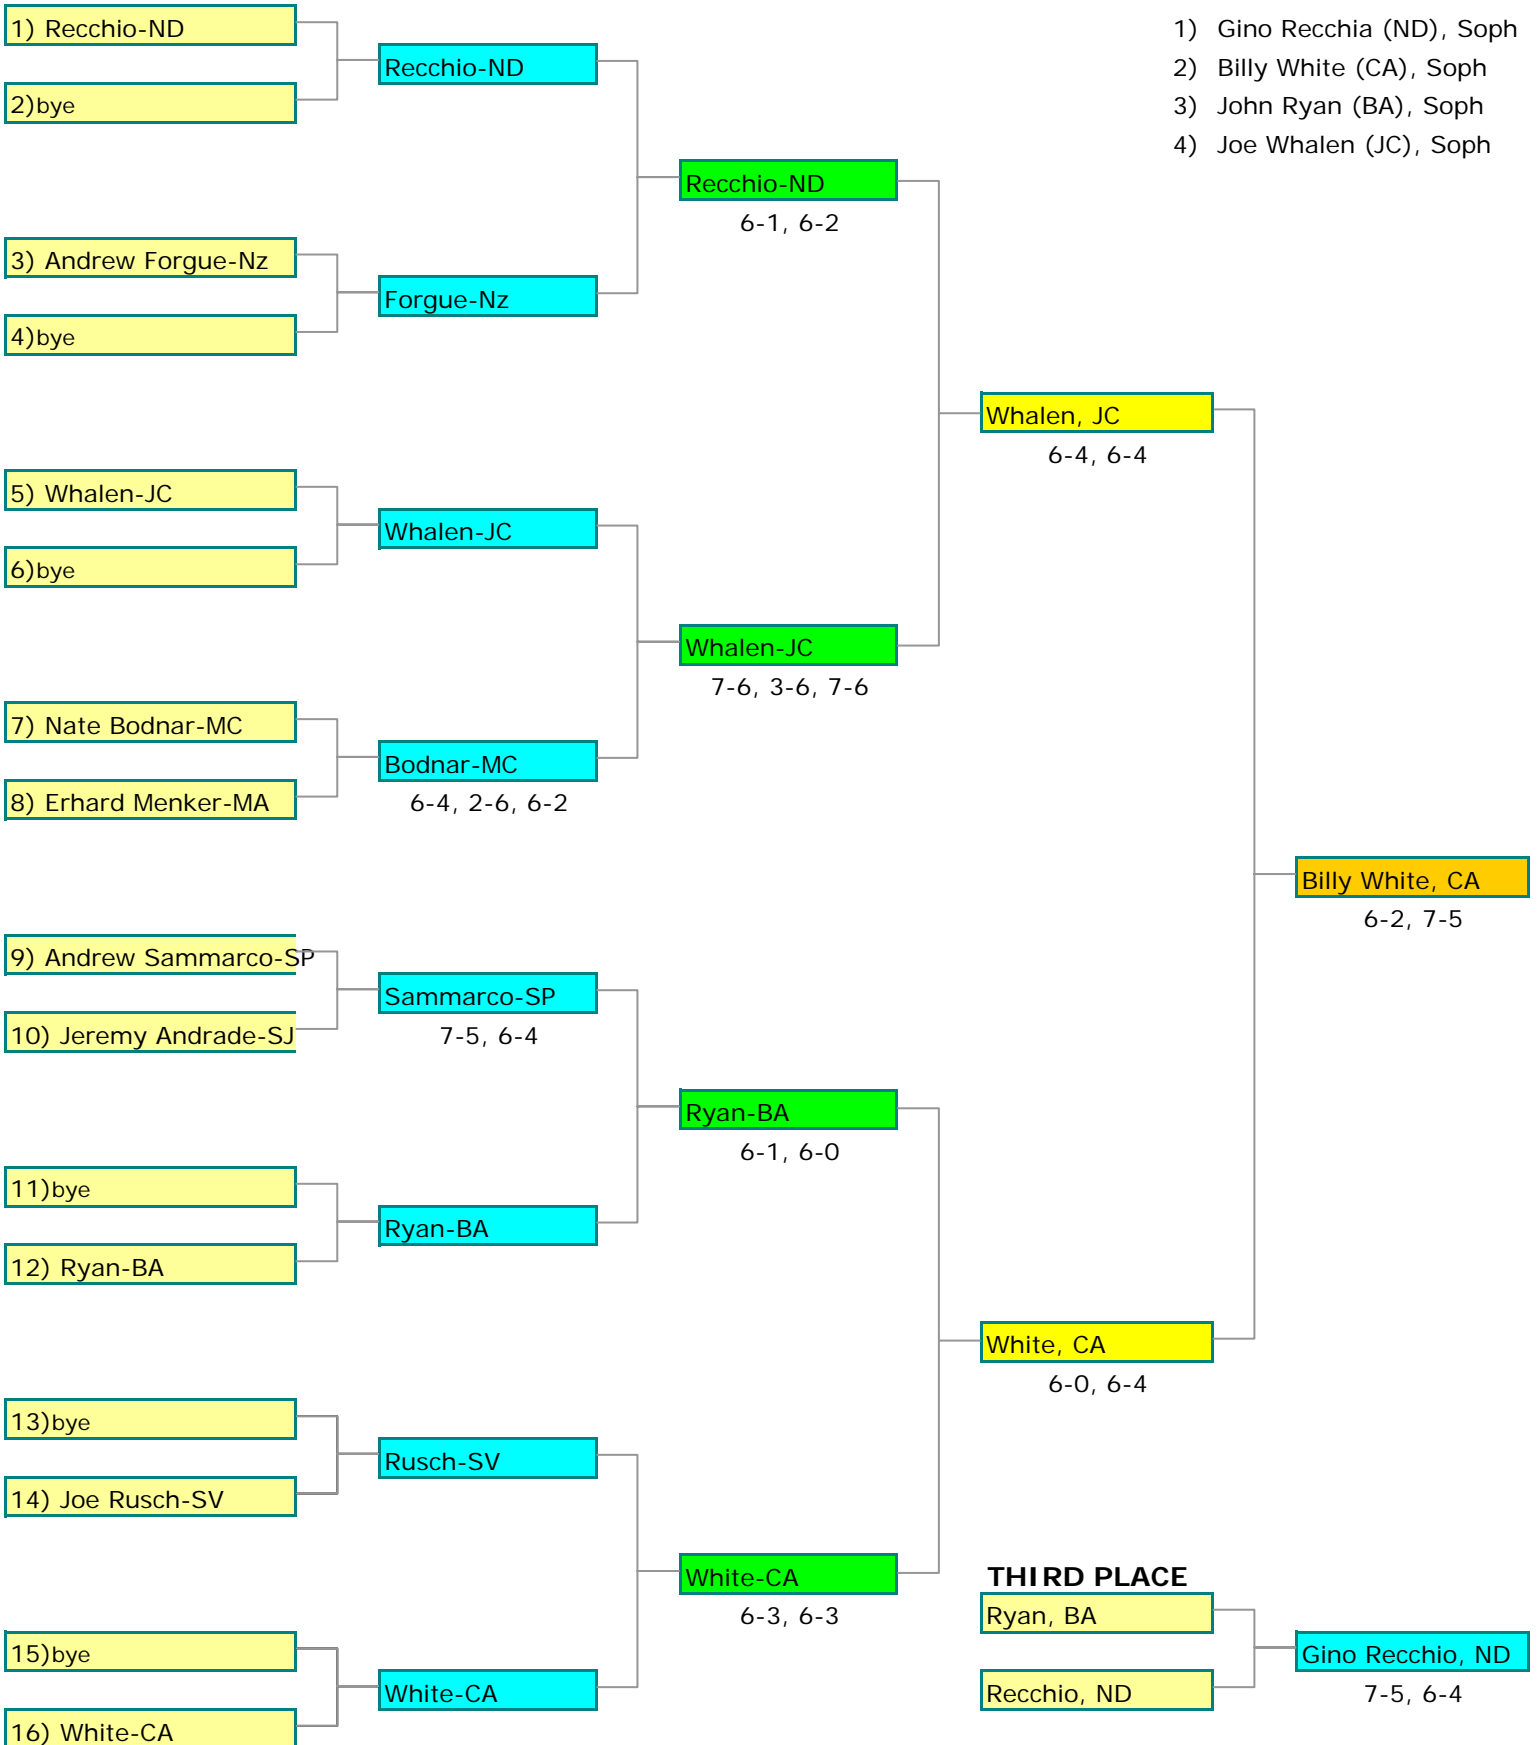 1) Recchio-ND
2)bye
3) Andrew Forgue-Nz
4)bye
5) Whalen-JC
6)bye
7) Nate Bodnar-MC
8) Erhard Menker-MA
9) Andrew Sammarco-SP
10) Jeremy Andrade-SJ
11)bye
12) Ryan-BA
13)bye
14) Joe Rusch-SV
15)bye
16) White-CA
Recchio-ND
Forgue-Nz
Whalen-JC
Bodnar-MC
6-4, 2-6, 6-2
Sammarco-SP
7-5, 6-4
Ryan-BA
Rusch-SV
White-CA
Recchio-ND
6-1, 6-2
Whalen-JC
7-6, 3-6, 7-6
Ryan-BA
6-1, 6-0
White-CA
6-3, 6-3
Whalen, JC
6-4, 6-4
White, CA
6-0, 6-4
Billy White, CA
6-2, 7-5
1) Gino Recchia (ND), Soph
2) Billy White (CA), Soph
3) John Ryan (BA), Soph
4) Joe Whalen (JC), Soph
THIRD PLACE
Ryan, BA
Recchio, ND
Gino Recchio, ND
7-5, 6-4